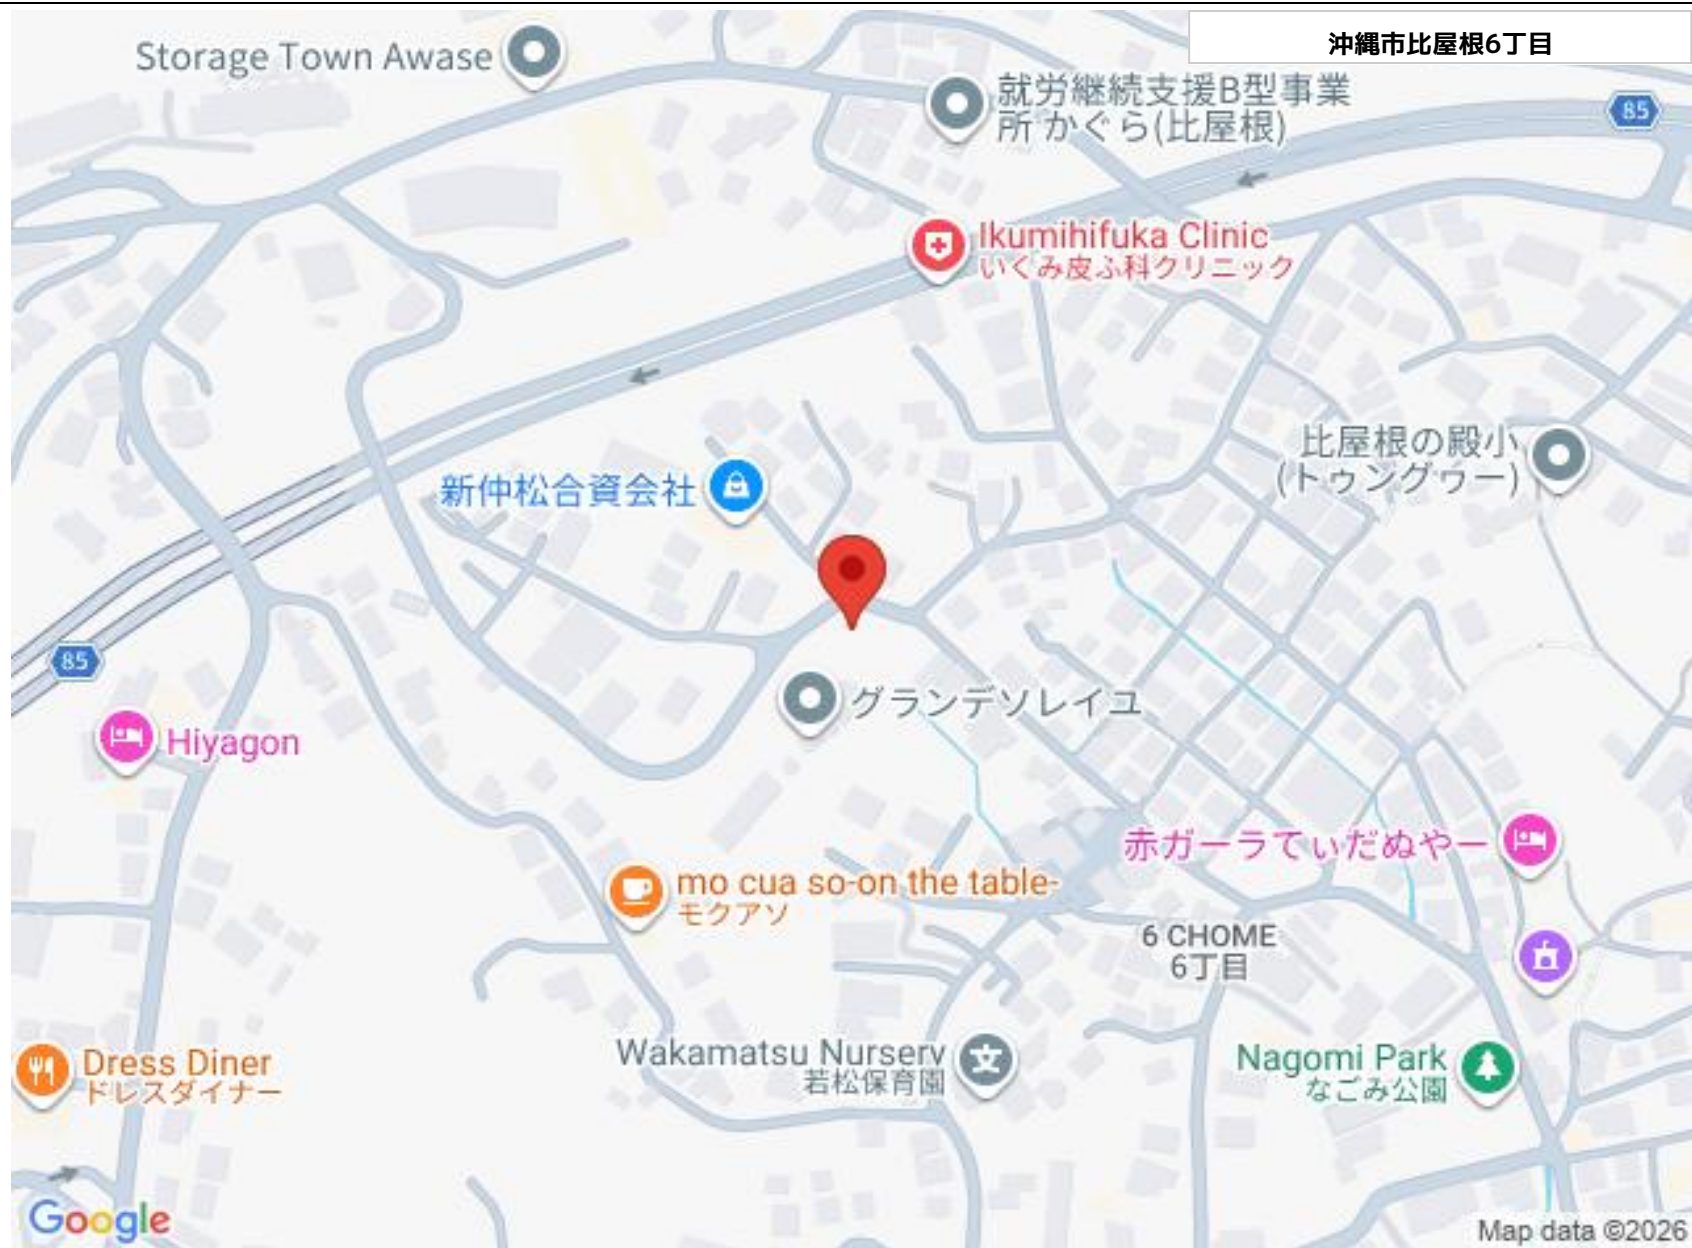 沖縄市比屋根6丁目
Storage Town Awase
就労継続支援B型事業
所 かぐら(比屋根)
85
Ikumihifuka Clinic
いくみ皮ふ科クリニック
比屋根の殿小
(トゥングヮー)
新仲松合資会社
85
グランデソレイユ
Hiyagon
赤ガーラてぃだぬやー
mo cua so-on the table-
モクアソ
6 CHOME
6丁目
Wakamatsu Nurserv
若松保育園
Nagomi Park
なごみ公園
Dress Diner
ドレスダイナー
Google
Map data ©2026